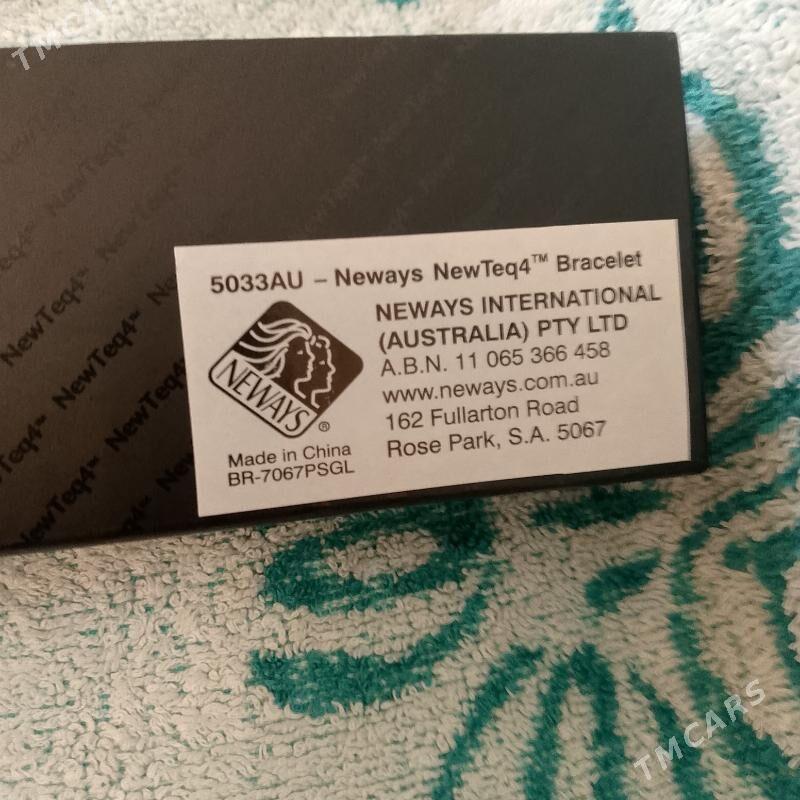 TMCARS
NewTeq4™ NewTeq4™ NewTeq4™
5033AU – Neways NewTeq4™ Bracelet
NEWAYS INTERNATIONAL
(AUSTRALIA) PTY LTD
A.B.N. 11 065 366 458
www.neways.com.au
162 Fullarton Road
Rose Park, S.A. 5067
NEWAYS®
Made in China
BR-7067PSGL
TMCARS